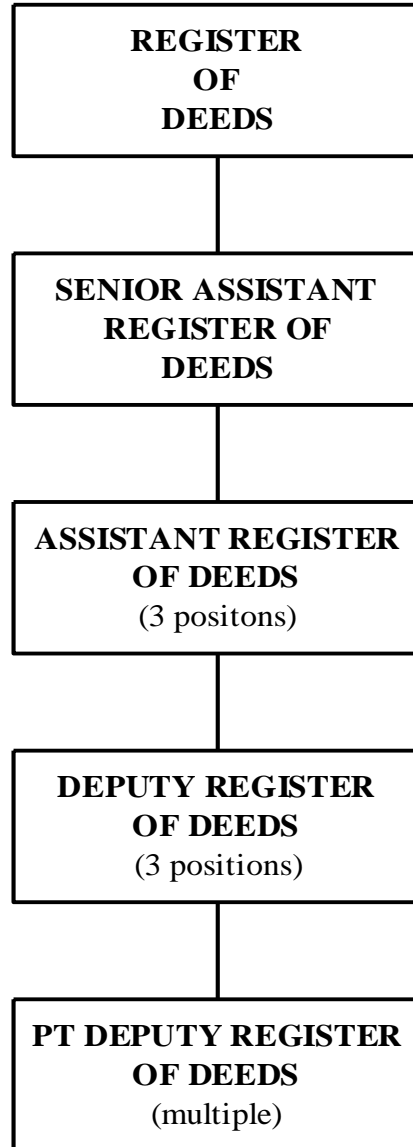 REGISTER
OF
DEEDS
SENIOR ASSISTANT
REGISTER OF
DEEDS
ASSISTANT REGISTER
OF DEEDS
(3 positons)
DEPUTY REGISTER
OF DEEDS
(3 positions)
PT DEPUTY REGISTER
OF DEEDS
(multiple)